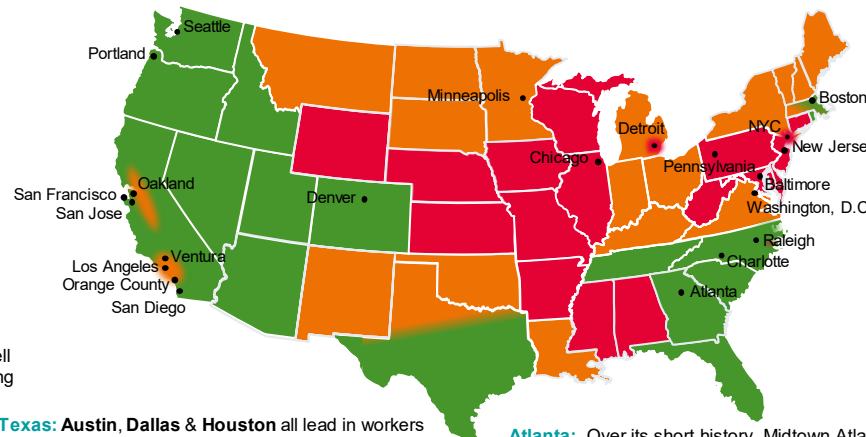 Seattle
Portland
Minneapolis
Boston
Detroit
NYC
New Jerse
Chicago
Pennsylvania
Oakland
San Francisco
San Jose
Denver
Baltimore
Washington, D.C
Raleigh
Charlotte
Ventura
Los Angeles
Orange County
San Diego
Atlanta
ell
ng
Texas: Austin, Dallas & Houston all lead in workers
Atlanta: Over its short history, Midtown Atla